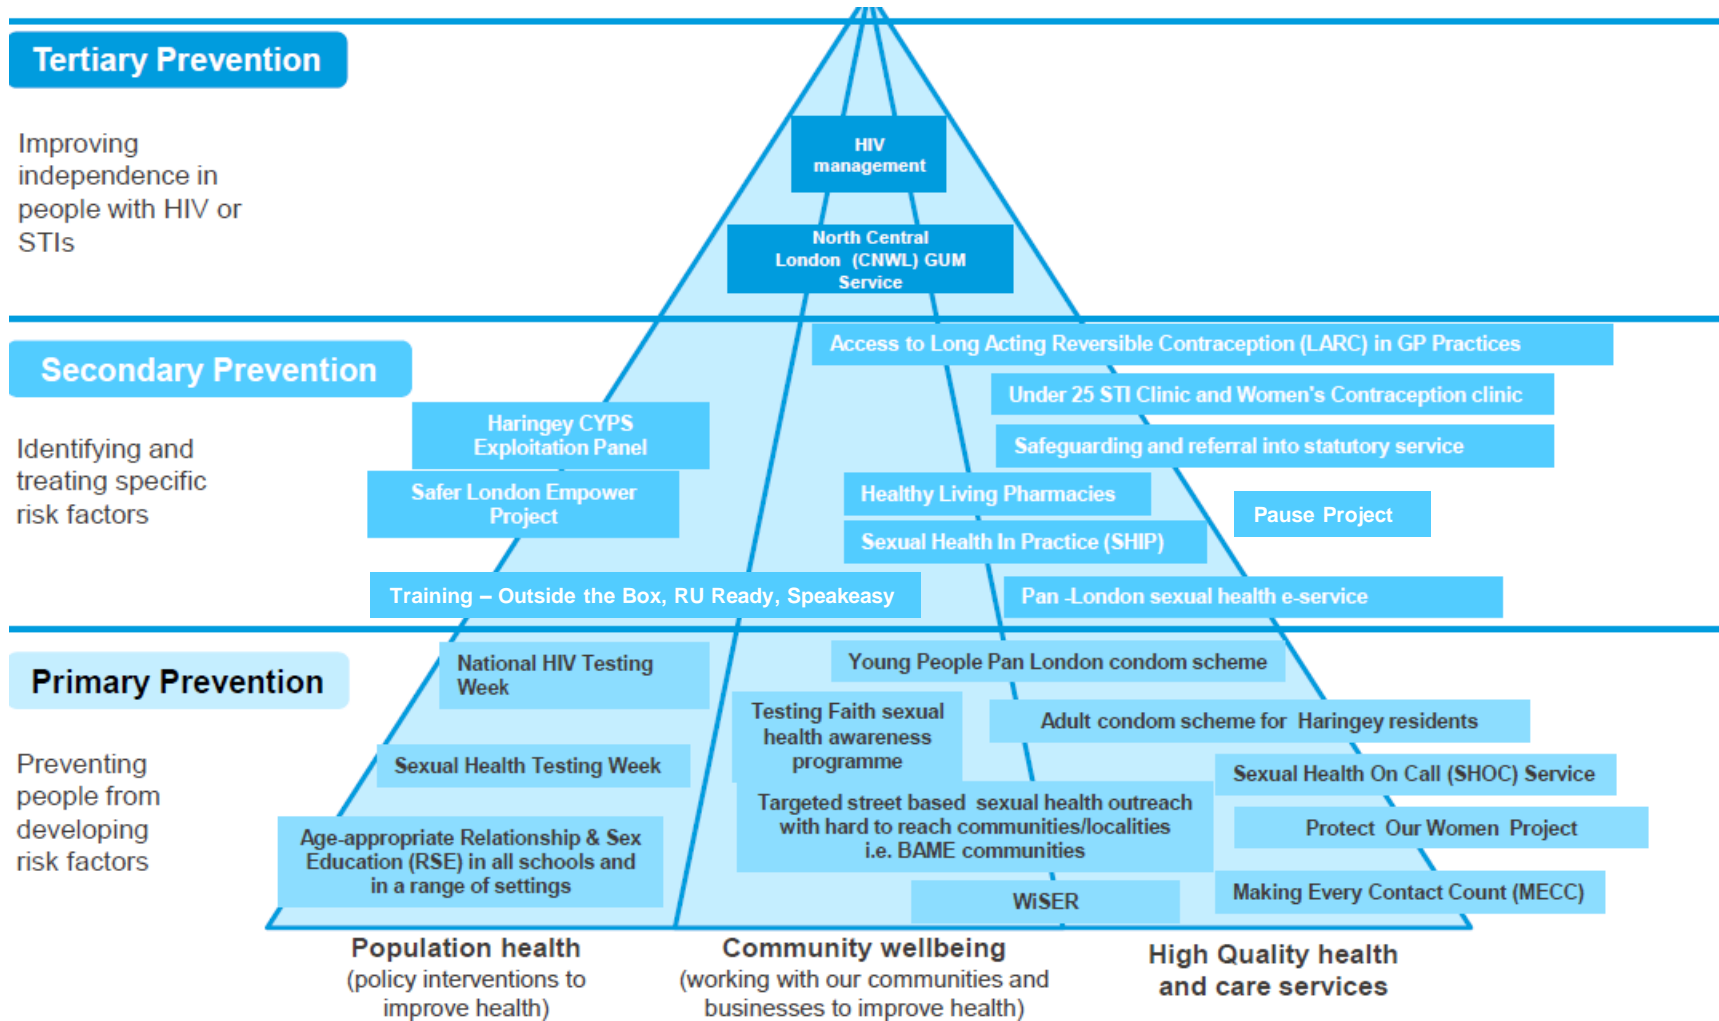 Tertiary Prevention
Improving
independence in
people with HIV or
STIs
HIV
management
North Central
London (CNWL) GUM
Service
Secondary Prevention
Identifying and
treating specific
risk factors
Access to Long Acting Reversible Contraception (LARC) in GP Practices
Under 25 STI Clinic and Women's Contraception clinic
Haringey CYPS
Exploitation Panel
Safeguarding and referral into statutory service
Safer London Empower
Project
Healthy Living Pharmacies
Pause Project
Sexual Health In Practice (SHIP)
Training – Outside the Box, RU Ready, Speakeasy
Pan -London sexual health e-service
Primary Prevention
Preventing
people from
developing
risk factors
National HIV Testing
Week
Young People Pan London condom scheme
Testing Faith sexual
health awareness
programme
Adult condom scheme for Haringey residents
Sexual Health Testing Week
Sexual Health On Call (SHOC) Service
Targeted street based sexual health outreach
with hard to reach communities/localities
i.e. BAME communities
Protect Our Women Project
Age-appropriate Relationship & Sex
Education (RSE) in all schools and
in a range of settings
WiSER
Making Every Contact Count (MECC)
Population health
(policy interventions to
improve health)
Community wellbeing
(working with our communities and
businesses to improve health)
High Quality health
and care services